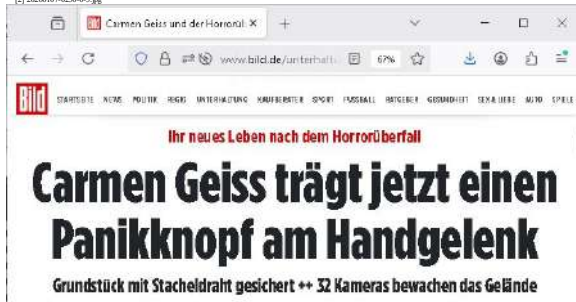 Carmen Geiss und der Horrorül
www.bild.de/unterhalt
67%
Bild STARTSEITE NEWS POLITIK REGIO UNTERHALTUNG KAUFBERATER SPORT FUSSBALL RATGEBER GESUNDHEIT SEX & LIEBE AUTO SPIELE
Ihr neues Leben nach dem Horrorüberfall
Carmen Geiss trägt jetzt einen
Panikknopf am Handgelenk
Grundstück mit Stacheldraht gesichert ++ 32 Kameras bewachen das Gelände